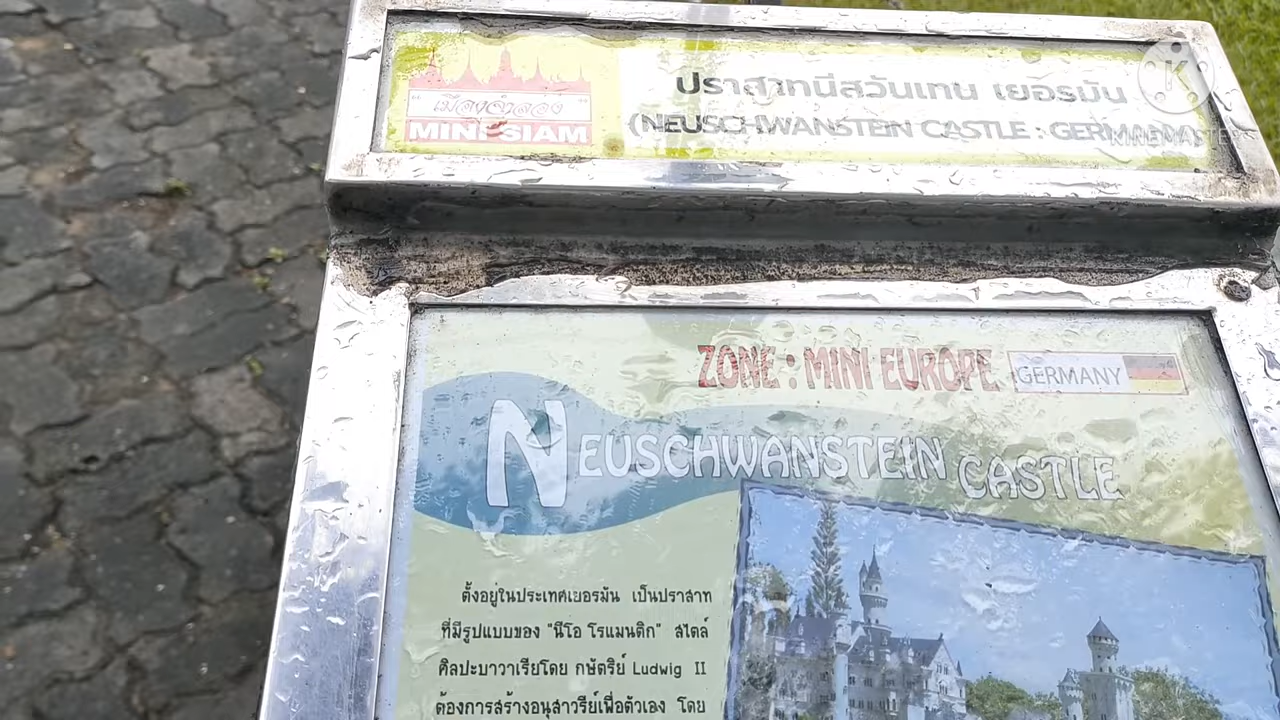 "เมืองจำลอง"
MINI SIAM
ปราสาทนีสวันเทน เยอรมัน
(NEUSCHWANSTEIN CASTLE : GERMANY)
KINEMASTER
ZONE : MINI EUROPE
GERMANY
NEUSCHWANSTEIN CASTLE
ตั้งอยู่ในประเทศเยอรมัน เป็นปราสาท
ที่มีรูปแบบของ "นีโอ โรแมนติก" สไตล์
ศิลปะบาวาเรียโดย กษัตริย์ Ludwig II
ต้องการสร้างอนุสาวรีย์เพื่อตัวเอง โดย